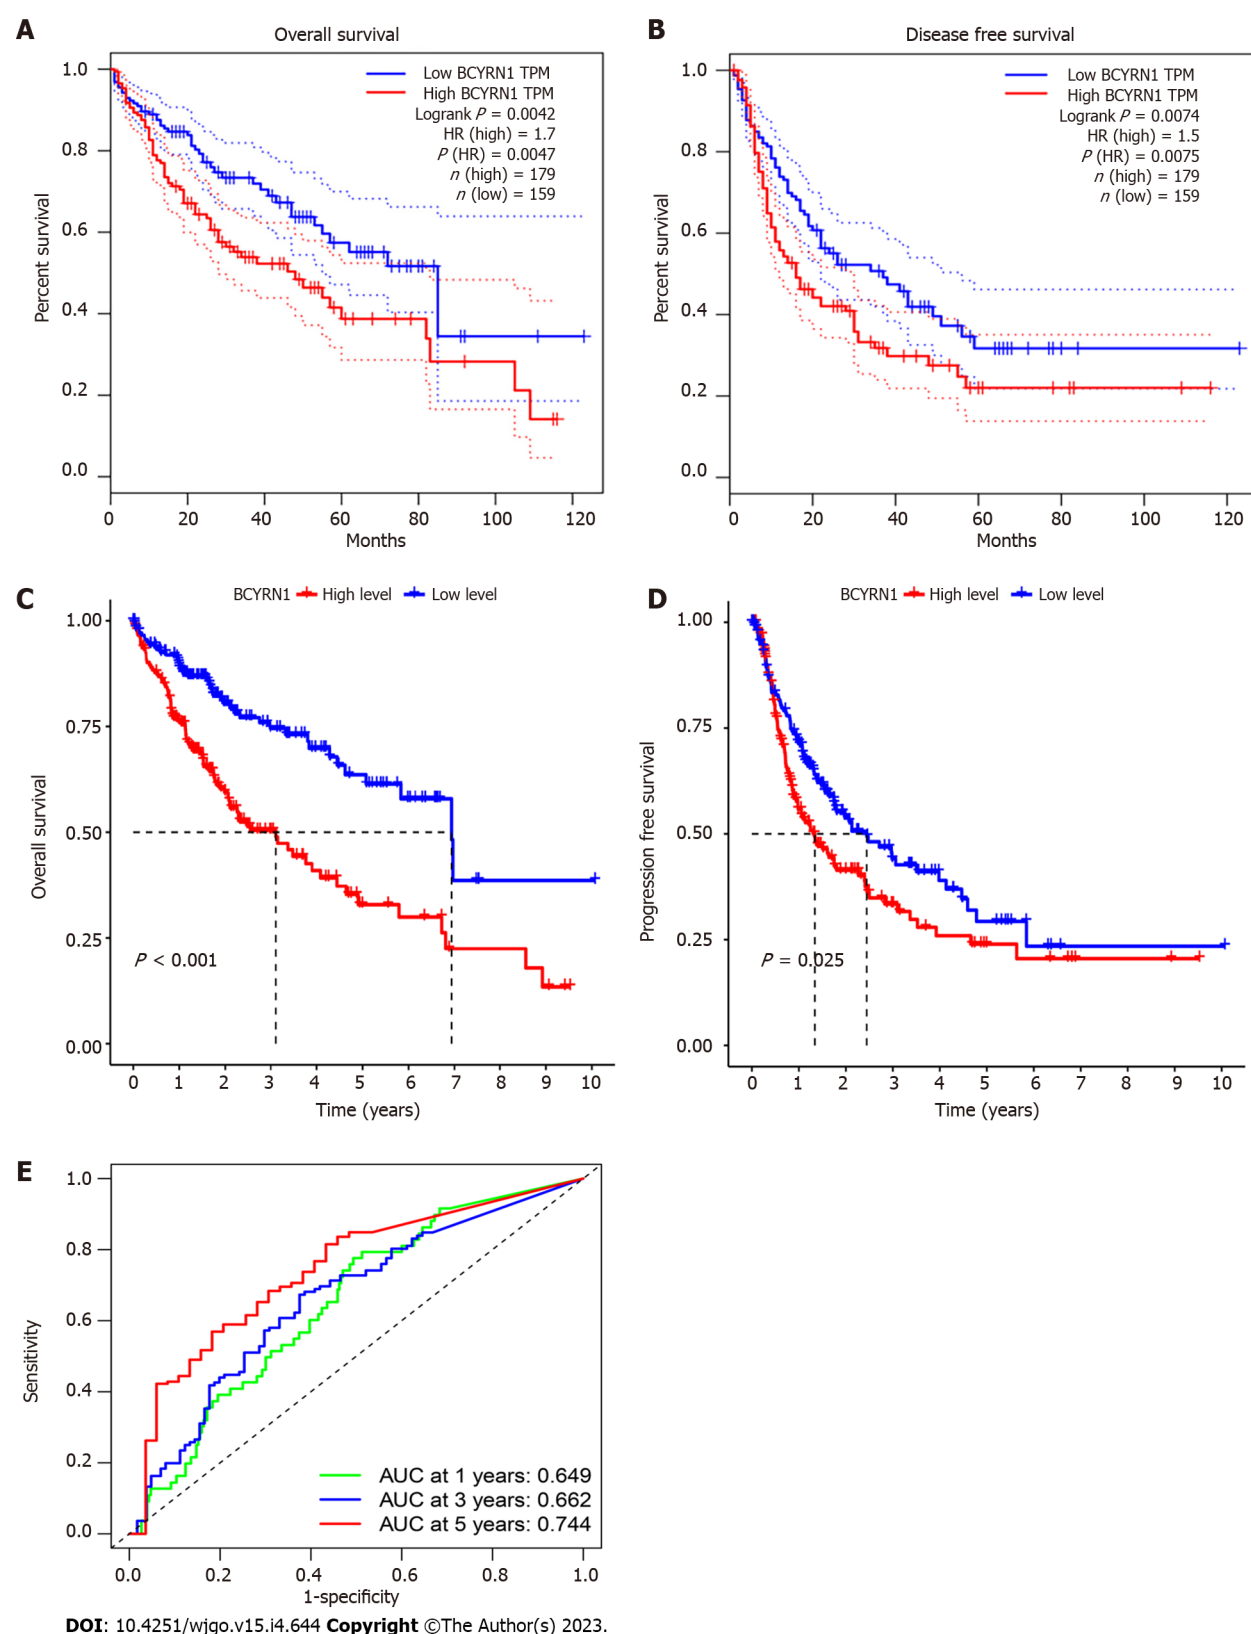 A
Overall survival
1.0
0.8
0.6
0.4
0.2
0.0
Percent survival
Low BCYRN1 TPM
High BCYRN1 TPM
Logrank P = 0.0042
HR (high) = 1.7
P (HR) = 0.0047
n (high) = 179
n (low) = 159
0 20 40 60 80 100 120
Months
B
Disease free survival
1.0
0.8
0.6
0.4
0.2
0.0
Percent survival
Low BCYRN1 TPM
High BCYRN1 TPM
Logrank P = 0.0074
HR (high) = 1.5
P (HR) = 0.0075
n (high) = 179
n (low) = 159
0 20 40 60 80 100 120
Months
C
BCYRN1 High level Low level
1.00
0.75
0.50
0.25
0.00
Overall survival
P < 0.001
0 1 2 3 4 5 6 7 8 9 10
Time (years)
D
BCYRN1 High level Low level
1.00
0.75
0.50
0.25
0.00
Progression free survival
P = 0.025
0 1 2 3 4 5 6 7 8 9 10
Time (years)
E
1.0
0.8
0.6
0.4
0.2
0.0
Sensitivity
AUC at 1 years: 0.649
AUC at 3 years: 0.662
AUC at 5 years: 0.744
0.0 0.2 0.4 0.6 0.8 1.0
1-specificity
DOI: 10.4251/wjgo.v15.i4.644 Copyright ©The Author(s) 2023.